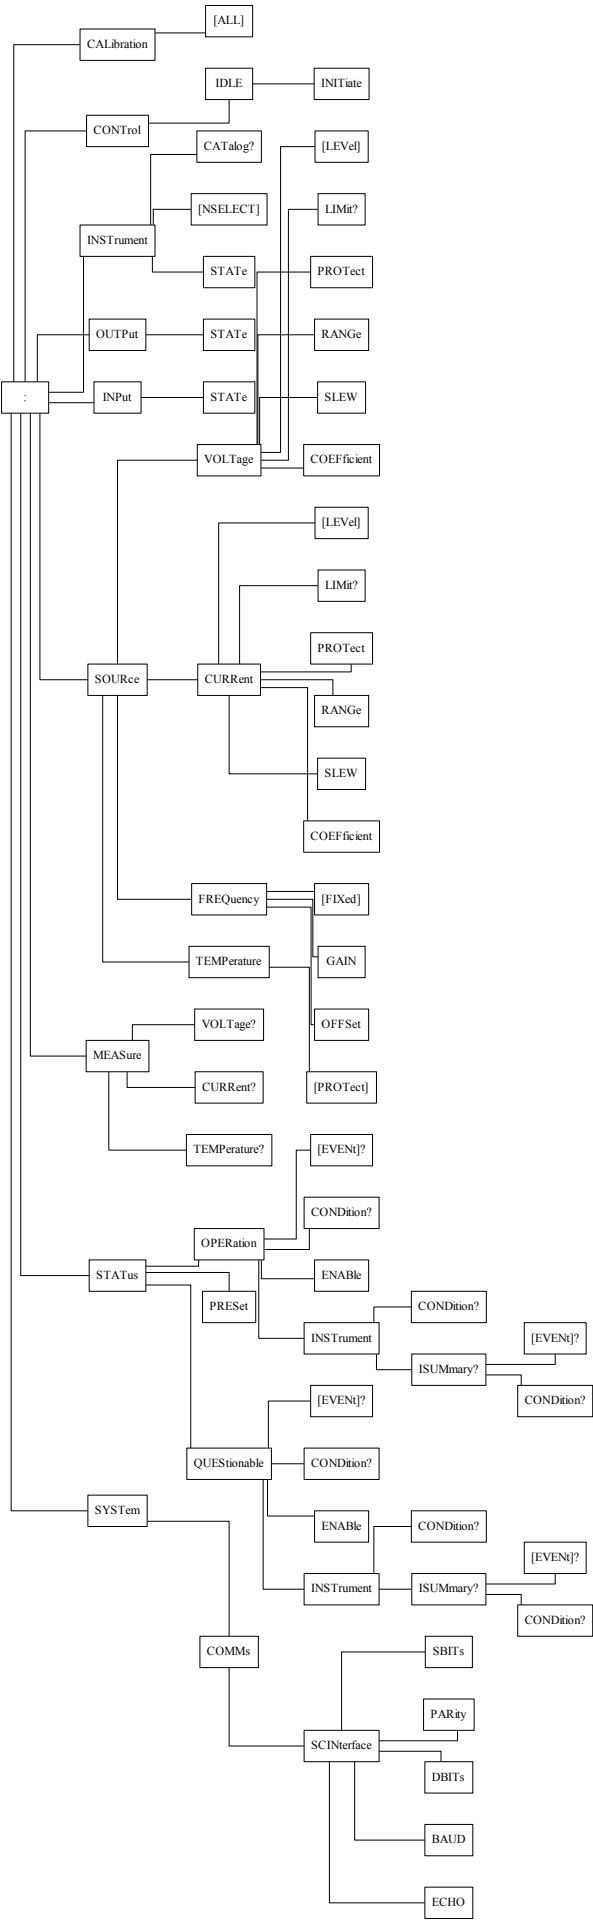 [ALL]
CALibration
IDLE
INITiate
CONTrol
CATalog?
[LEVel]
[NSELECT]
LIMit?
INSTrument
STATe
PROTect
OUTPut
STATe
RANGe
:
INPut
STATe
SLEW
VOLTage
COEFficient
[LEVel]
LIMit?
PROTect
SOURce
CURRent
RANGe
SLEW
COEFficient
FREQuency
[FIXed]
TEMPerature
GAIN
VOLTage?
OFFSet
MEASure
CURRent?
[PROTect]
TEMPerature?
[EVENt]?
CONDition?
OPERation
STATus
ENABle
PRESet
CONDition?
INSTrument
[EVENt]?
ISUMmary?
CONDition?
[EVENt]?
QUEStionable
CONDition?
SYSTem
ENABle
CONDition?
[EVENt]?
INSTrument
ISUMmary?
CONDition?
COMMs
SBITs
PARity
SCINterface
DBITs
BAUD
ECHO